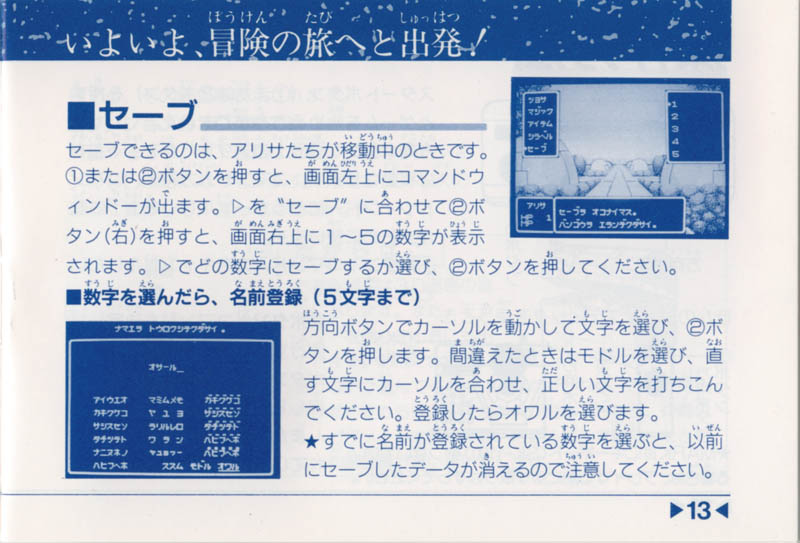 いよいよ、冒険の旅へと出発!
ぼうけん たび しゅっぱつ
■セーブ
セーブできるのは、アリサたちが移動中のときです。
①または②ボタンを押すと、画面左上にコマンドウ
ィンドーが出ます。▷を“セーブ”に合わせて②ボ
タン(右)を押すと、画面右上に1〜5の数字が表示
されます。▷でどの数字にセーブするか選び、②ボタンを押してください。
ツヨサ
マジック
アイテム
シラベル
セーブ
1
2
3
4
5
アリサ
1
セーブヲ オコナイマス。
バンゴウヲ エランデクダサイ。
■数字を選んだら、名前登録(5文字まで)
ナマエヲ トウロクシテクダサイ。
オサール_
アイウエオ マミムメモ ガギグゲゴ
カキクケコ ヤ ユ ヨ ザジズゼゾ
サシスセソ ラリルレロ ダヂヅデド
タチツテト ワ ラ ン バビブベボ
ナニヌネノ ャュョッー パピプペポ
ハヒフヘホ ススム モドル オワル
方向ボタンでカーソルを動かして文字を選び、②ボ
タンを押します。間違えたときはモドルを選び、直
す文字にカーソルを合わせ、正しい文字を打ちこん
でください。登録したらオワルを選びます。
★すでに名前が登録されている数字を選ぶと、以前
にセーブしたデータが消えるので注意してください。
▶13◀